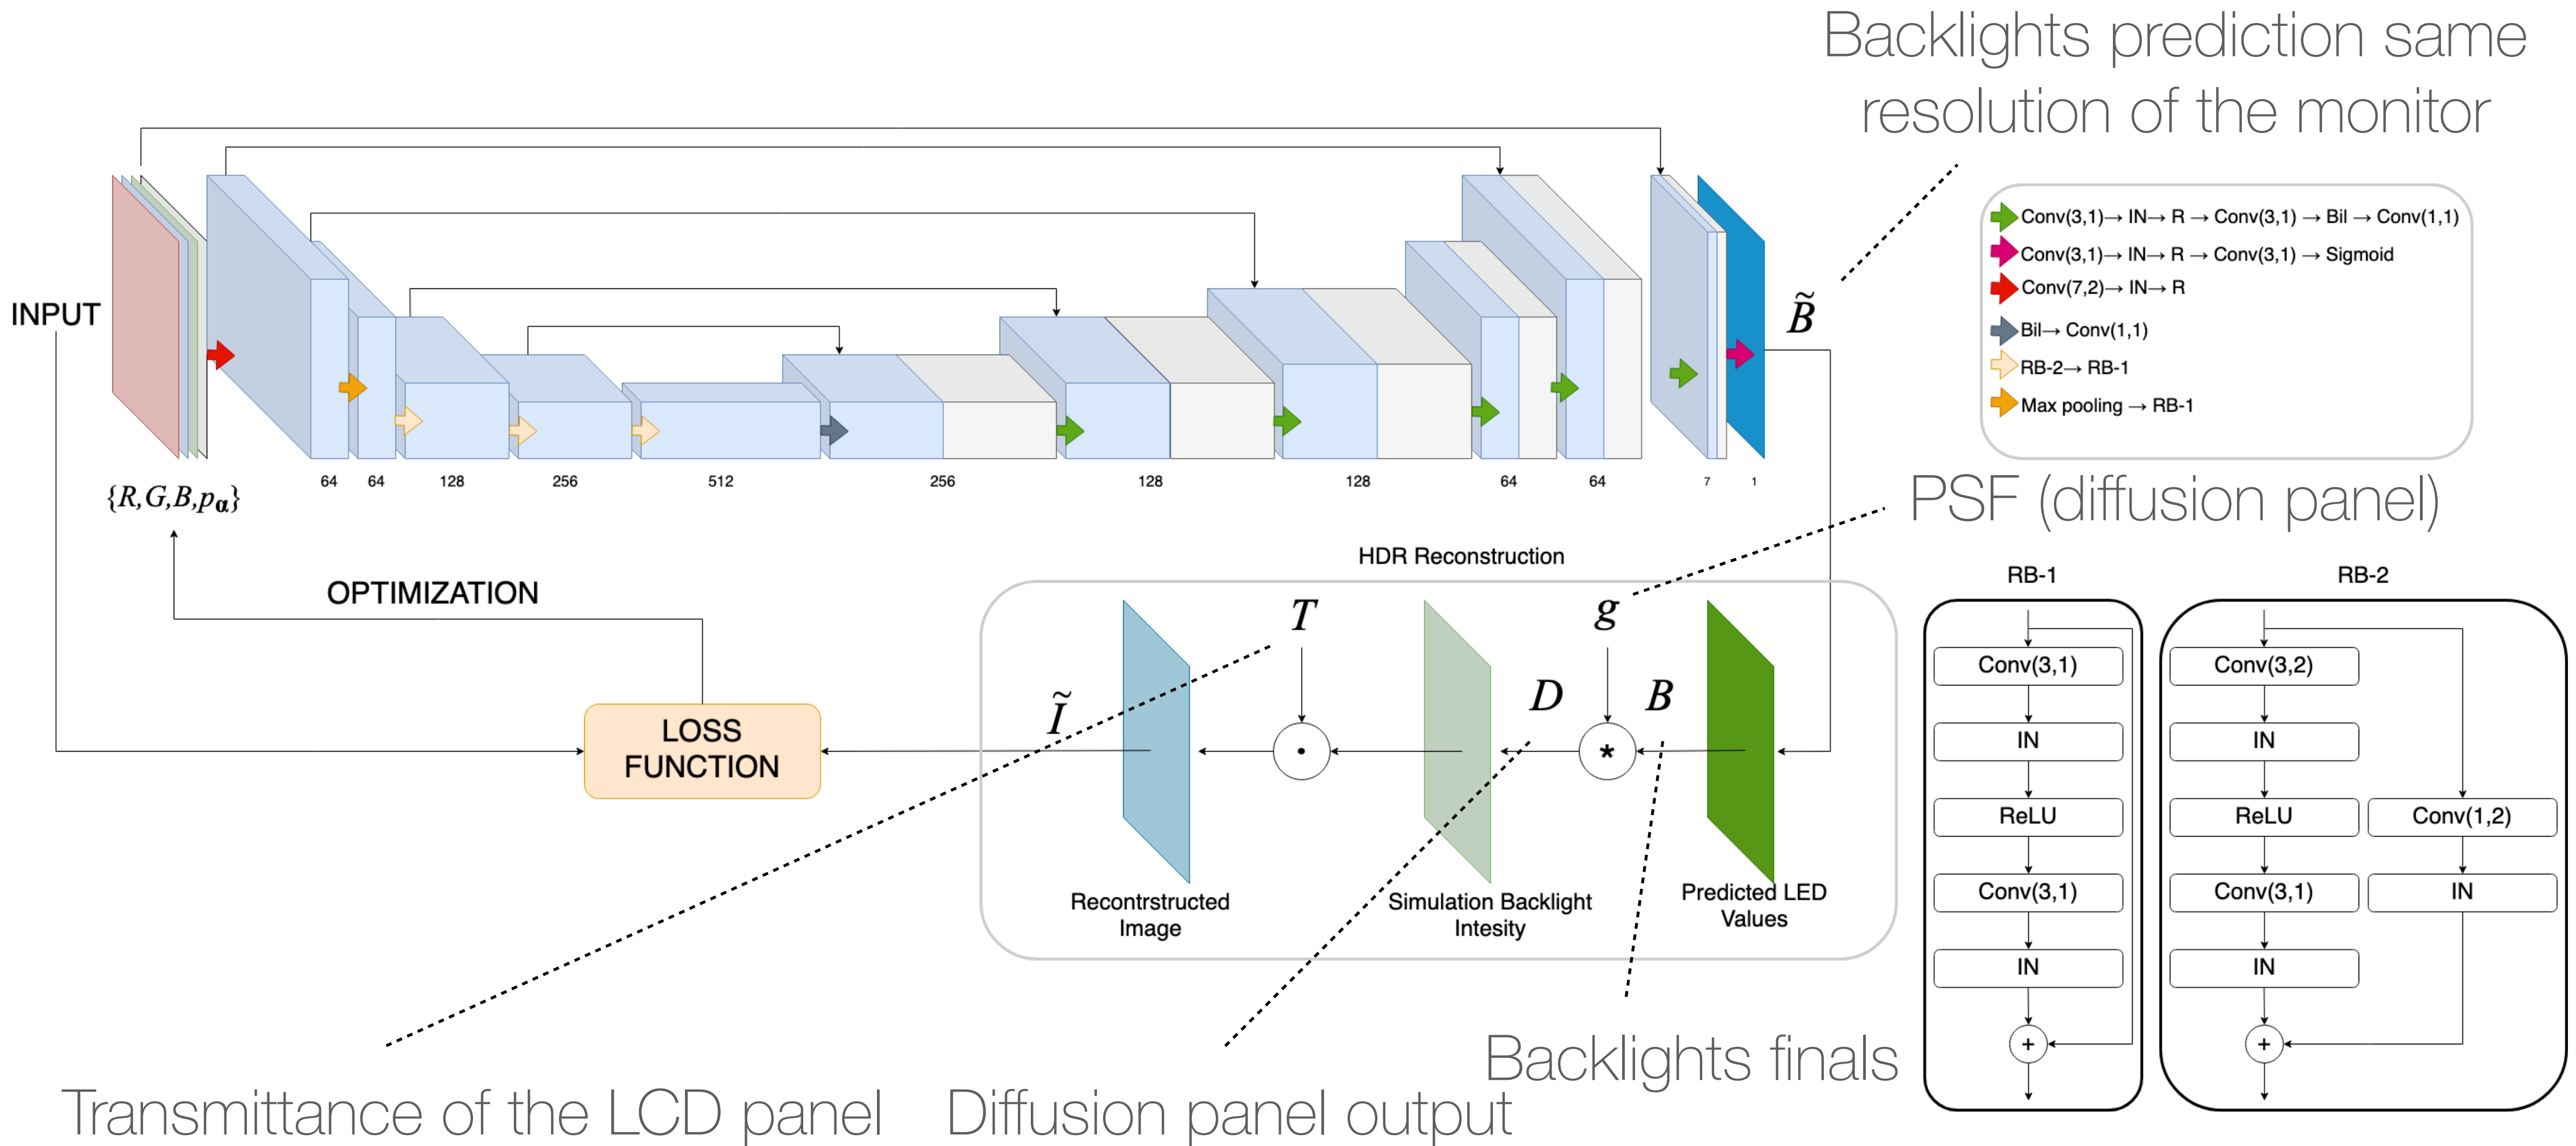 Backlights prediction same
resolution of the monitor
INPUT
{R,G,B,pα}
64 64 128 256 512 256 128 128 64 64 7 1
B̃
Conv(3,1)→ IN→ R → Conv(3,1) → Bil → Conv(1,1)
Conv(3,1)→ IN→ R → Conv(3,1) → Sigmoid
Conv(7,2)→ IN→ R
Bil→ Conv(1,1)
RB-2→ RB-1
Max pooling → RB-1
PSF (diffusion panel)
OPTIMIZATION
LOSS
FUNCTION
HDR Reconstruction
Ĩ
T
D
g
B
·
*
Recontrstructed
Image
Simulation Backlight
Intesity
Predicted LED
Values
RB-1
Conv(3,1)
IN
ReLU
Conv(3,1)
IN
+
RB-2
Conv(3,2)
IN
ReLU
Conv(3,1)
IN
+
Conv(1,2)
IN
Backlights finals
Transmittance of the LCD panel
Diffusion panel output